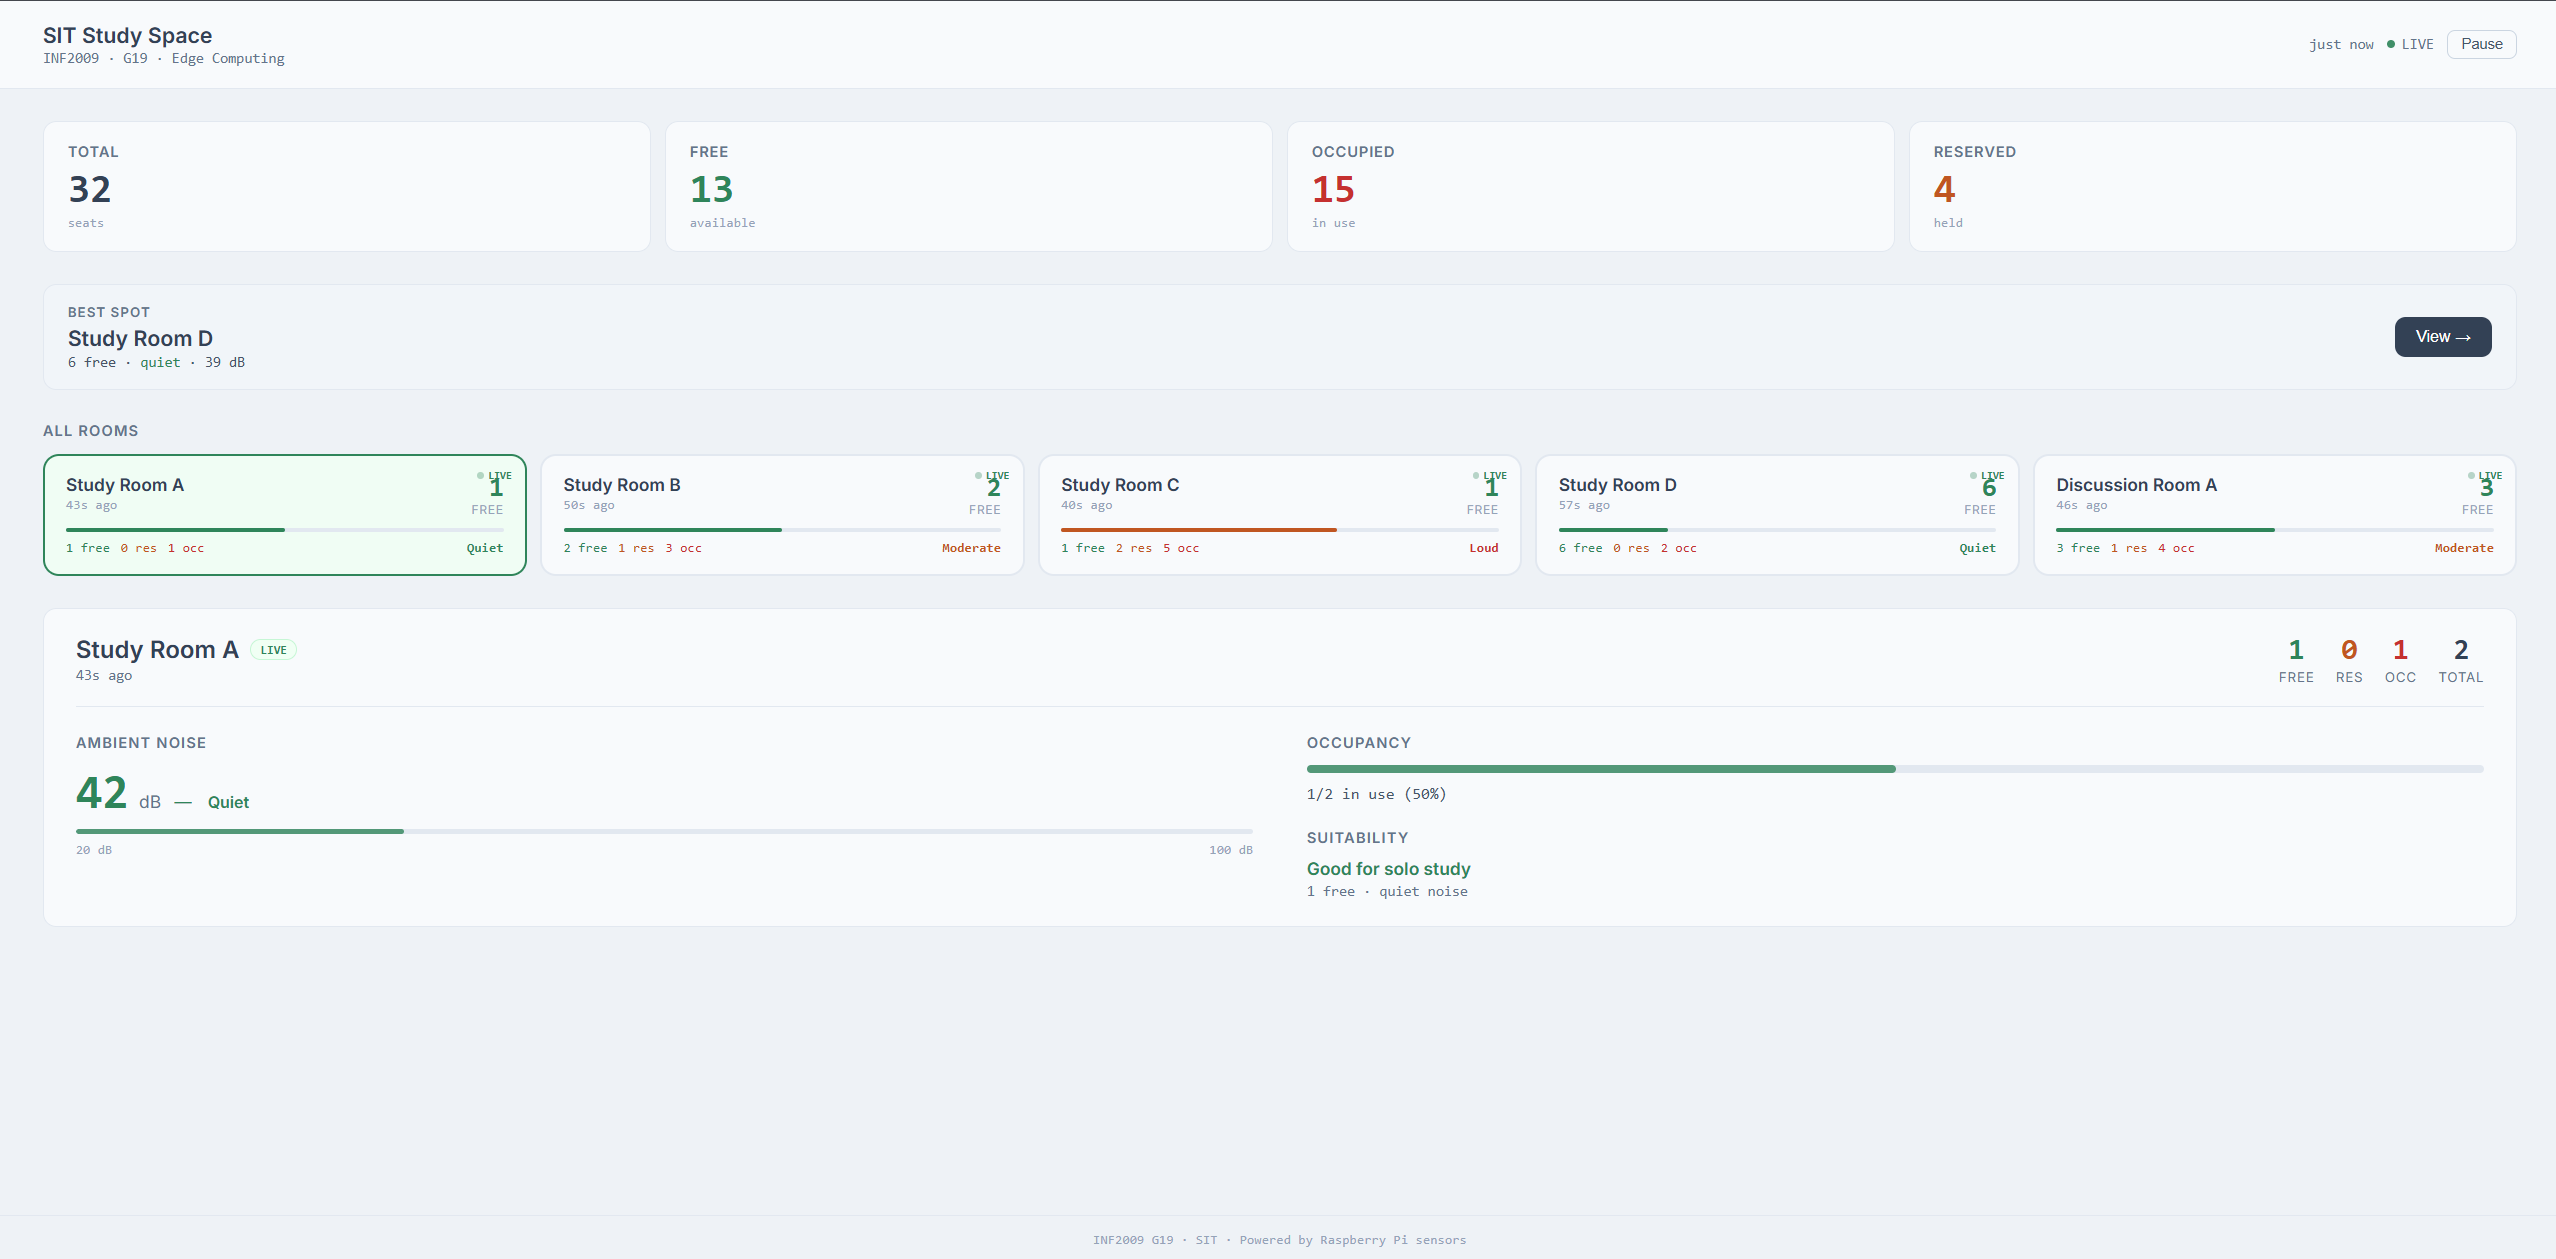 SIT Study Space
INF2009 · G19 · Edge Computing
just now
LIVE
Pause
TOTAL
32
seats
FREE
13
available
OCCUPIED
15
in use
RESERVED
4
held
BEST SPOT
Study Room D
6 free · quiet · 39 dB
View →
ALL ROOMS
Study Room A
43s ago
LIVE
1
FREE
1 free 0 res 1 occ
Quiet
Study Room B
50s ago
LIVE
2
FREE
2 free 1 res 3 occ
Moderate
Study Room C
40s ago
LIVE
1
FREE
1 free 2 res 5 occ
Loud
Study Room D
57s ago
LIVE
6
FREE
6 free 0 res 2 occ
Quiet
Discussion Room A
46s ago
LIVE
3
FREE
3 free 1 res 4 occ
Moderate
Study Room A LIVE
43s ago
1 0 1 2
FREE RES OCC TOTAL
AMBIENT NOISE
42 dB — Quiet
20 dB 100 dB
OCCUPANCY
1/2 in use (50%)
SUITABILITY
Good for solo study
1 free · quiet noise
INF2009 G19 · SIT · Powered by Raspberry Pi sensors